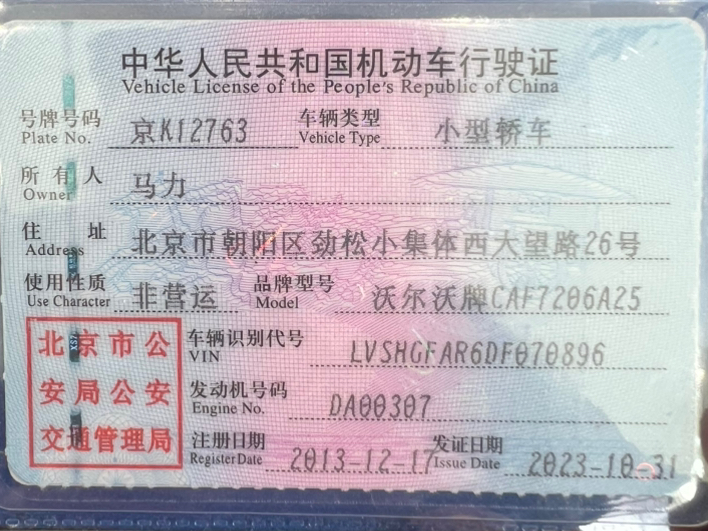 中华人民共和国机动车行驶证
Vehicle License of the People's Republic of China
号牌号码 京K12763 车辆类型 小型轿车
Plate No. Vehicle Type
所有人 马力
Owner
住址 北京市朝阳区劲松小集体西大望路26号
Address
使用性质 非营运 品牌型号 沃尔沃牌CAF7206A25
Use Character Model
北京市公安局公安交通管理局
车辆识别代号 LVSHGFAR6DF070896
VIN
发动机号码 DA00307
Engine No.
注册日期 2013-12-17 发证日期 2023-10-31
Register Date Issue Date